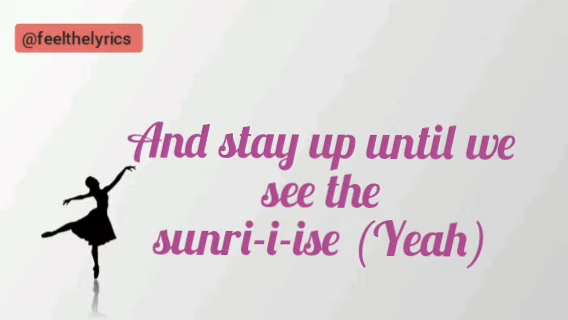 @feelthelyrics
And stay up until we
see the
sunri-i-ise (Yeah)